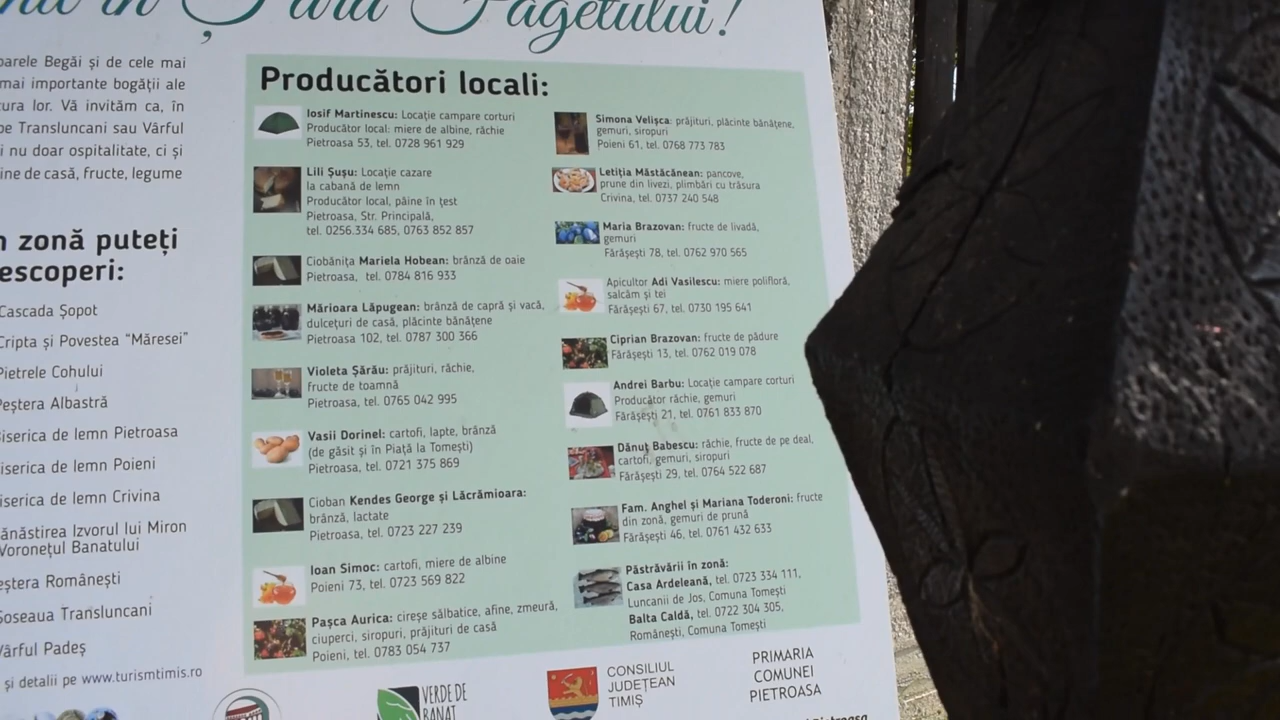 în Țara Făgetului!
Begăi și de cele mai
mai importante bogății ale
lor. Vă invităm ca, în
pe Transluncani sau Vârful
nu doar ospitalitate, ci și
de casă, fructe, legume
zonă puteți
Cascada Șopot
Cripta și Povestea “Măresei”
Pietrele Cohului
Peștera Albastră
Biserica de lemn Pietroasa
Biserica de lemn Poieni
Biserica de lemn Crivina
Mănăstirea Izvorul lui Miron
Voronețul Banatului
Peștera Românești
Șoseaua Transluncani
Vârful Padeș
și detalii pe www.turismtimis.ro
Producători locali:
Iosif Martinescu: Locație campare corturi
Producător local: miere de albine, răchie
Pietroasa 53, tel. 0728 961 929
Lili Șușu: Locație cazare
la cabană de lemn
Producător local, pâine în țest
Pietroasa, Str. Principală,
tel. 0256.334 685, 0763 852 857
Ciobănița Mariela Hobean: brânză de oaie
Pietroasa, tel. 0784 816 933
Mărioara Lăpugean: brânză de capră și vacă,
dulcețuri de casă, plăcinte bănățene
Pietroasa 102, tel. 0787 300 366
Violeta Șărău: prăjituri, răchie,
fructe de toamnă
Pietroasa, tel. 0765 042 995
Vasii Dorinel: cartofi, lapte, brânză
(de găsit și în Piață la Tomești)
Pietroasa, tel. 0721 375 869
Cioban Kendes George și Lăcrămioara:
brânză, lactate
Pietroasa, tel. 0723 227 239
Ioan Simoc: cartofi, miere de albine
Poieni 73, tel. 0723 569 822
Pașca Aurica: cireșe sălbatice, afine, zmeură,
ciuperci, siropuri, prăjituri de casă
Poieni, tel. 0783 054 737
Simona Velișca: prăjituri, plăcinte bănățene,
gemuri, siropuri
Poieni 61, tel. 0768 773 783
Letiția Măstăcănean: pancove,
prune din livezi, plimbări cu trăsura
Crivina, tel. 0737 240 548
Maria Brazovan: fructe de livadă,
gemuri
Fărășești 78, tel. 0762 970 565
Apicultor Adi Vasilescu: miere polifloră,
salcâm și tei
Fărășești 67, tel. 0730 195 641
Ciprian Brazovan: fructe de pădure
Fărășești 13, tel. 0762 019 078
Andrei Barbu: Locație campare corturi
Producător răchie, gemuri
Fărășești 21, tel. 0761 833 870
Dănuț Babescu: răchie, fructe de pe deal,
cartofi, gemuri, siropuri
Fărășești 29, tel. 0764 522 687
Fam. Anghel și Mariana Toderoni: fructe
din zonă, gemuri de prună
Fărășești 46, tel. 0761 432 633
Păstrăvării în zonă:
Casa Ardeleană, tel. 0723 334 111,
Luncanii de Jos, Comuna Tomești
Balta Caldă, tel. 0722 304 305,
Românești, Comuna Tomești
VERDE DE
BANAT
CONSILIUL
JUDEȚEAN
TIMIȘ
PRIMARIA
COMUNEI
PIETROASA
Pietroasa